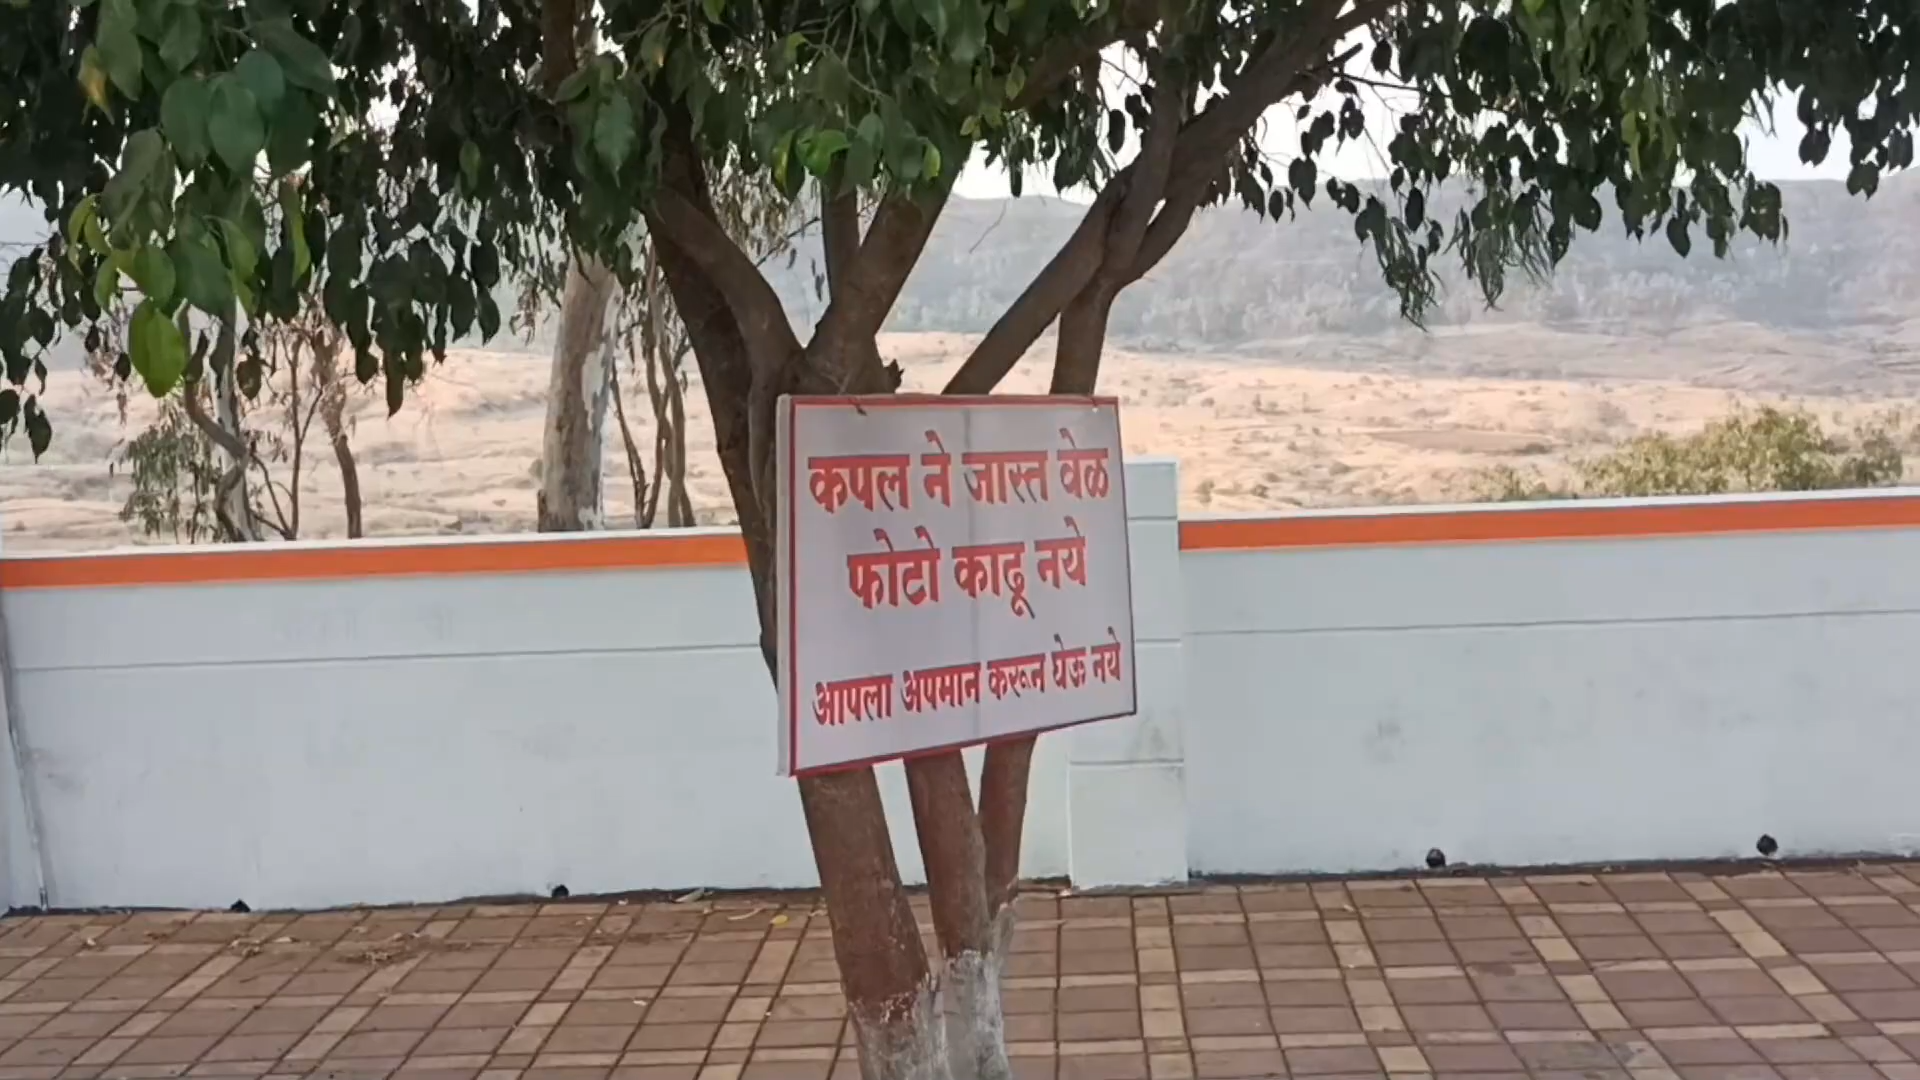 कपल ने जास्त वेळ
फोटो काढू नये
आपला अपमान करून घेऊ नये